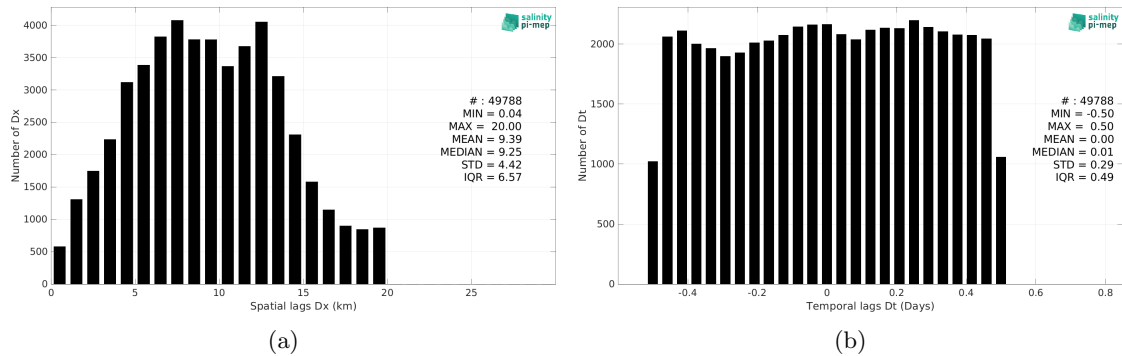 4000
3500
3000
2500
2000
1500
1000
500
0
Number of Dx
salinity
pi-mep
# : 49788
MIN = 0.04
MAX = 20.00
MEAN = 9.39
MEDIAN = 9.25
STD = 4.42
IQR = 6.57
0 5 10 15 20 25
Spatial lags Dx (km)
(a)
2000
1500
1000
500
0
Number of Dt
salinity
pi-mep
# : 49788
MIN = -0.50
MAX = 0.50
MEAN = 0.00
MEDIAN = 0.01
STD = 0.29
IQR = 0.49
-0.4 -0.2 0 0.2 0.4 0.6 0.8
Temporal lags Dt (Days)
(b)